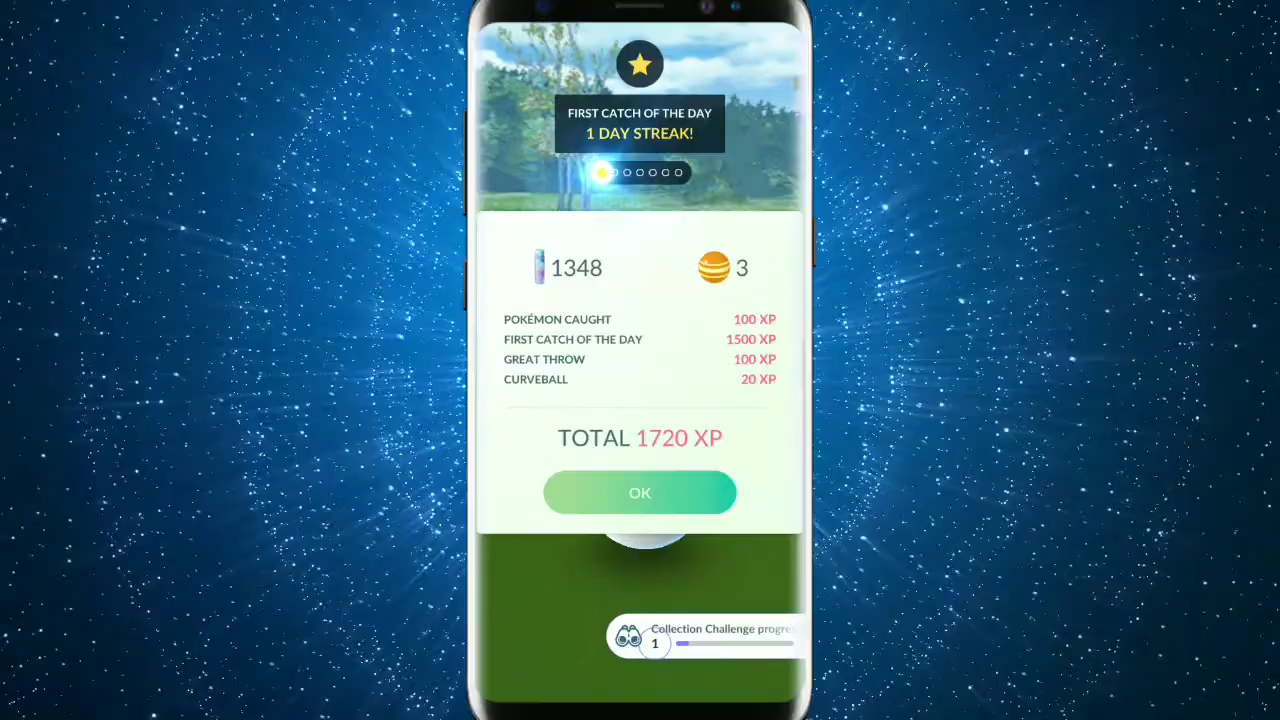 FIRST CATCH OF THE DAY
1 DAY STREAK!
1348 3
POKÉMON CAUGHT 100 XP
FIRST CATCH OF THE DAY 1500 XP
GREAT THROW 100 XP
CURVEBALL 20 XP
TOTAL 1720 XP
OK
Collection Challenge progres
1